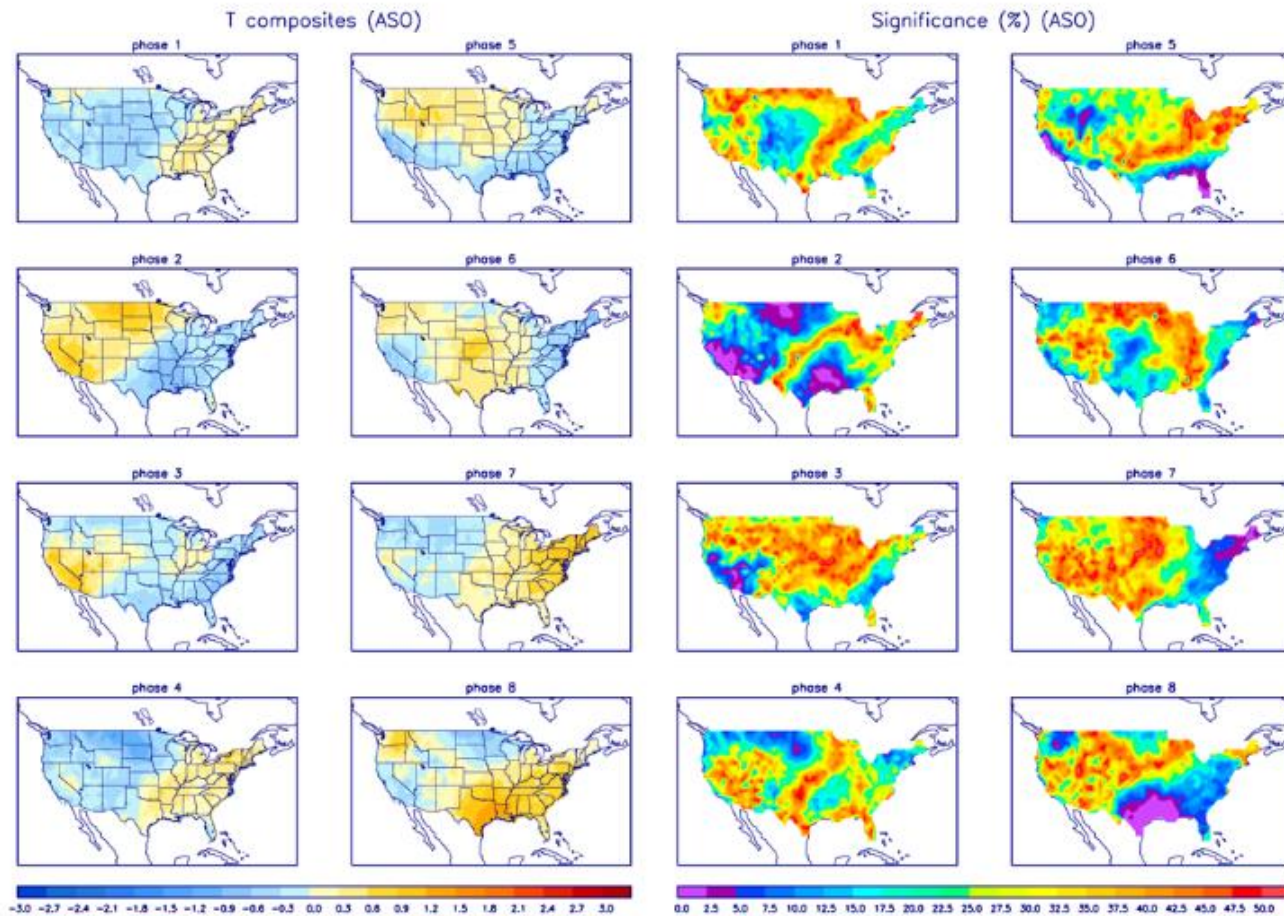 T composites (ASO) Significance (%) (ASO)
phase 1 phase 5 phase 1 phase 5
phase 2 phase 6 phase 2 phase 6
phase 3 phase 7 phase 3 phase 7
phase 4 phase 8 phase 4 phase 8
-3.0 -2.7 -2.4 -2.1 -1.8 -1.5 -1.2 -0.9 -0.6 -0.3 0.0 0.3 0.6 0.9 1.2 1.5 1.8 2.1 2.4 2.7 3.0 0.0 2.5 5.0 7.5 10.0 12.5 15.0 17.5 20.0 22.5 25.0 27.5 30.0 32.5 35.0 37.5 40.0 42.5 45.0 47.5 50.0